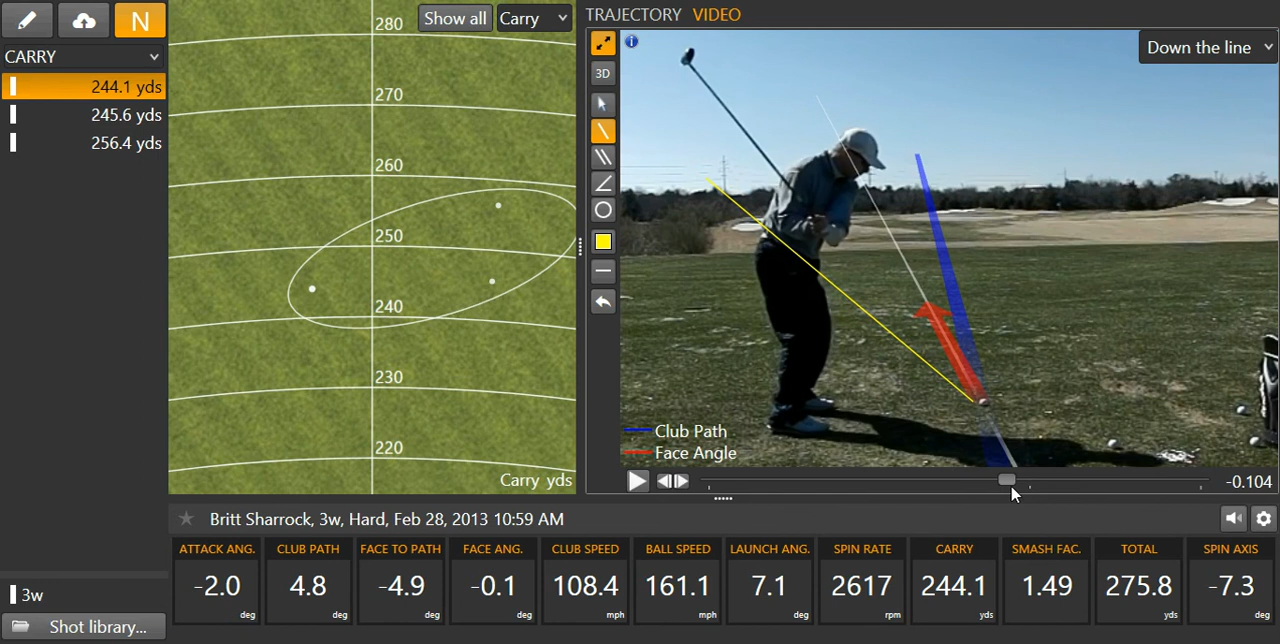 N
Show all Carry
TRAJECTORY VIDEO
CARRY
244.1 yds
245.6 yds
256.4 yds
280
270
260
250
240
230
220
Carry yds
3D
Down the line
Club Path
Face Angle
-0.104
Britt Sharrock, 3w, Hard, Feb 28, 2013 10:59 AM
ATTACK ANG. CLUB PATH FACE TO PATH FACE ANG. CLUB SPEED BALL SPEED LAUNCH ANG. SPIN RATE CARRY SMASH FAC. TOTAL SPIN AXIS
-2.0 4.8 -4.9 -0.1 108.4 161.1 7.1 2617 244.1 1.49 275.8 -7.3
deg deg deg deg mph mph deg rpm yds yds deg
3w
Shot library...